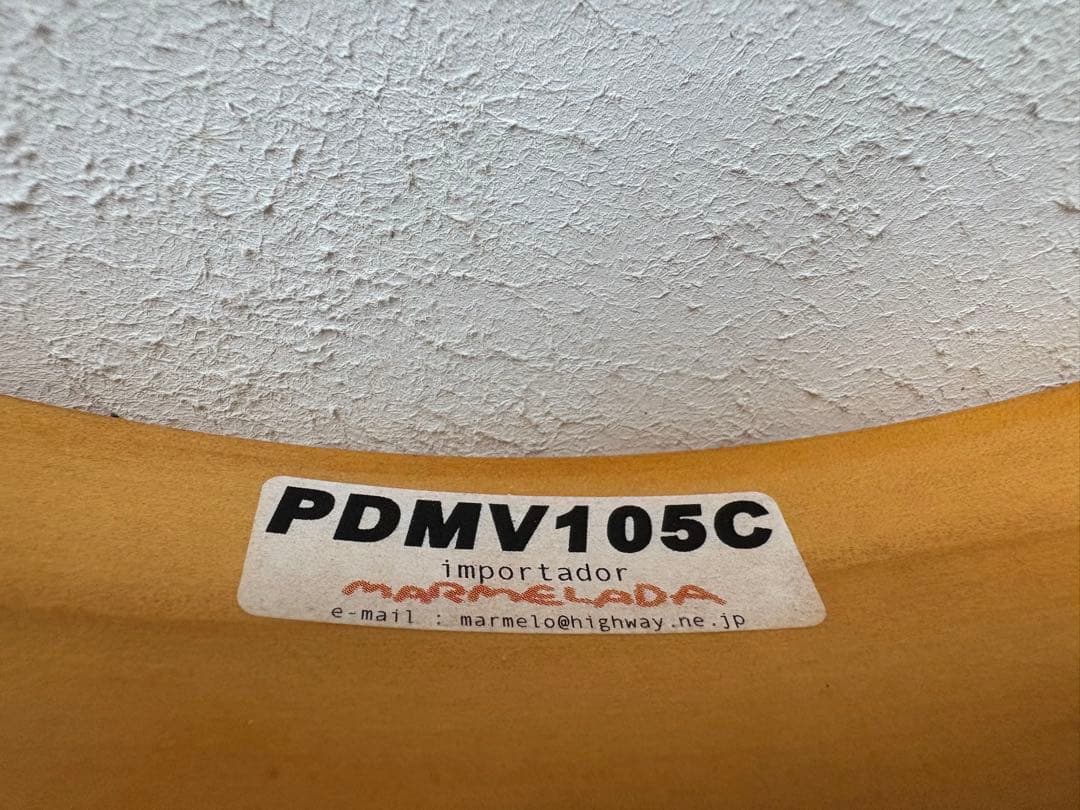 PDMV105C
importador
MARMELADA
e-mail : marmelo@highway.ne.jp